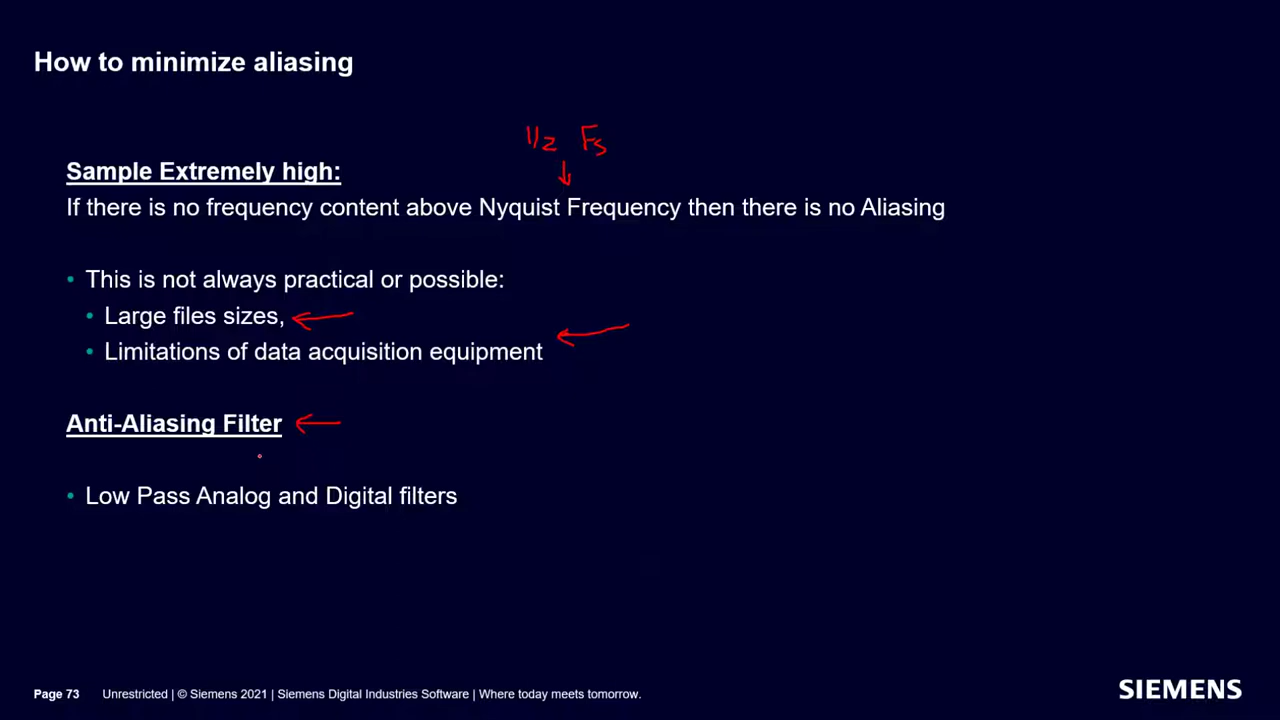 How to minimize aliasing
1/2 Fs
Sample Extremely high:
If there is no frequency content above Nyquist Frequency then there is no Aliasing
• This is not always practical or possible:
• Large files sizes,
• Limitations of data acquisition equipment
Anti-Aliasing Filter
• Low Pass Analog and Digital filters
Page 73 Unrestricted | © Siemens 2021 | Siemens Digital Industries Software | Where today meets tomorrow.
SIEMENS